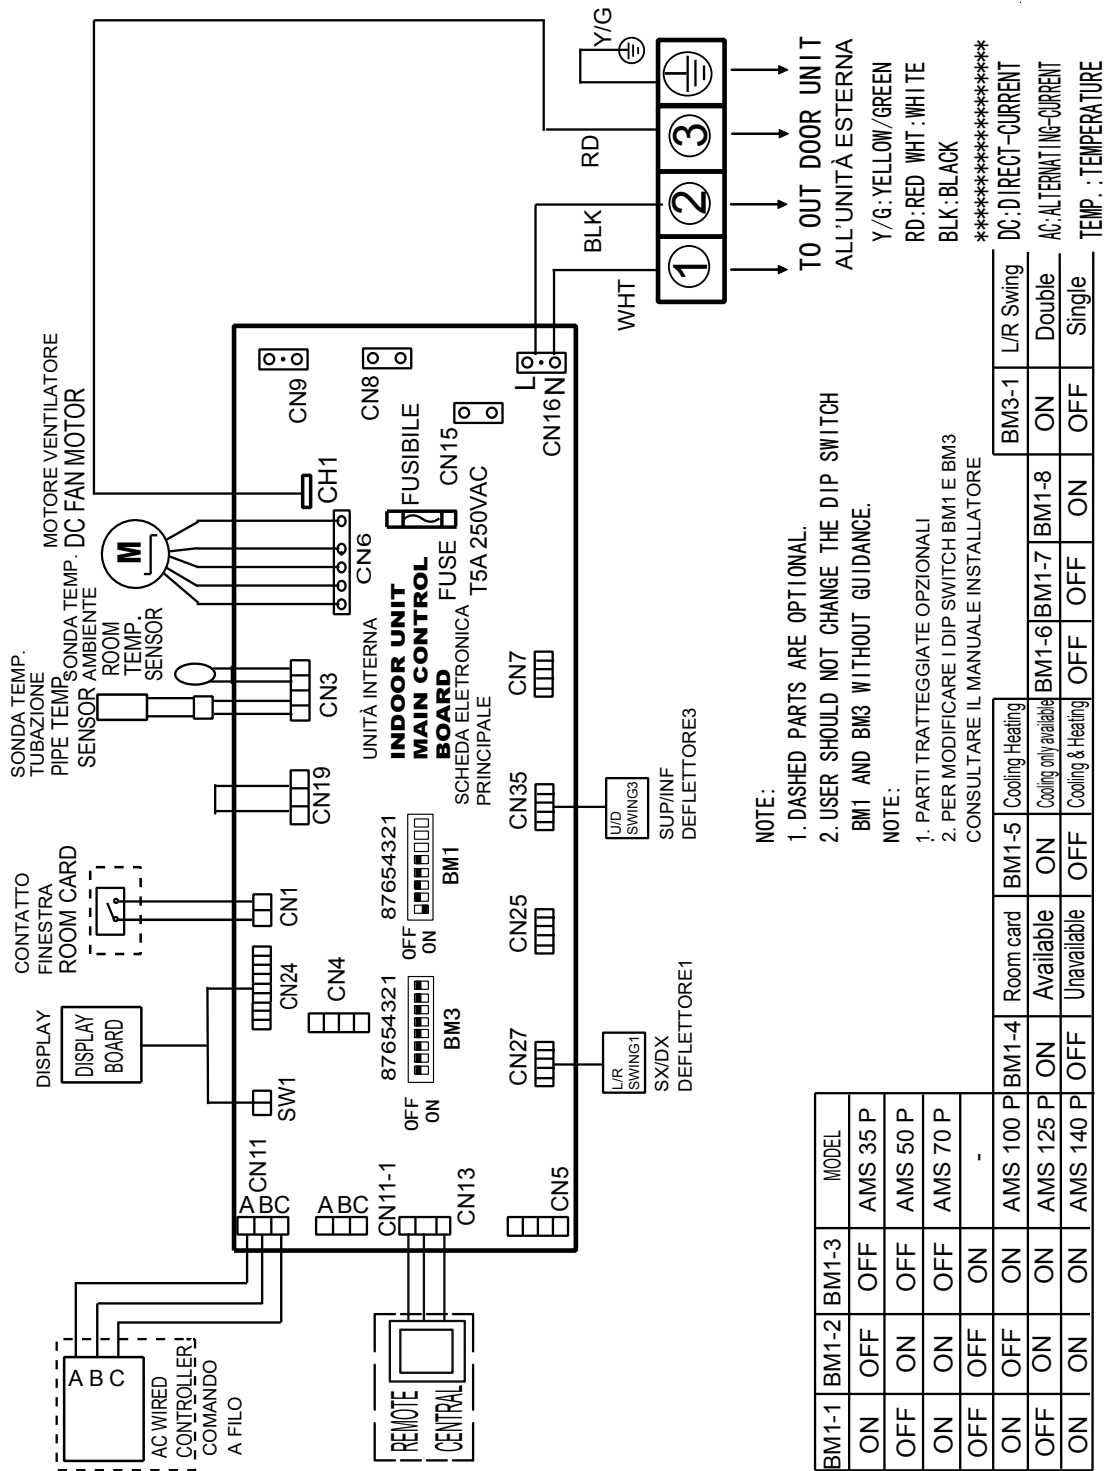 AC WIRED
CONTROLLER
COMANDO
A FILO
A B C
DISPLAY
DISPLAY
BOARD
CONTATTO
FINESTRA
ROOM CARD
SONDA TEMP.
TUBAZIONE
PIPE TEMP.
SENSOR
SONDA TEMP.
AMBIENTE
ROOM
TEMP.
SENSOR
MOTORE VENTILATORE
DC FAN MOTOR
M
A B C
CN11
SW1
CN24
CN1
CN19
CN3
CN6
CH1
CN9
A B C
CN11-1
CN4
CN8
REMOTE
CENTRAL
CN13
OFF
ON
87654321
BM3
OFF
ON
87654321
BM1
UNITÀ INTERNA
INDOOR UNIT
MAIN CONTROL
BOARD
SCHEDA ELETRONICA
PRINCIPALE
FUSE
FUSIBILE
T5A 250VAC
CN15
CN5
CN27
CN25
CN35
CN7
CN16
L
N
L/R
SWING1
SX/DX
DEFLETTORE1
U/D
SWING3
SUP/INF
DEFLETTORE3
WHT
BLK
RD
Y/G
1
2
3
TO OUT DOOR UNIT
ALL'UNITÀ ESTERNA
Y/G:YELLOW/GREEN
RD:RED WHT:WHITE
BLK:BLACK
*******************
DC:DIRECT-CURRENT
AC:ALTERNATING-CURRENT
TEMP.:TEMPERATURE
NOTE:
1. DASHED PARTS ARE OPTIONAL.
2. USER SHOULD NOT CHANGE THE DIP SWITCH
BM1 AND BM3 WITHOUT GUIDANCE.
NOTE:
1. PARTI TRATTEGGIATE OPZIONALI
2. PER MODIFICARE I DIP SWITCH BM1 E BM3
CONSULTARE IL MANUALE INSTALLATORE
BM1-1 BM1-2 BM1-3 MODEL
ON OFF OFF AMS 35 P
OFF ON OFF AMS 50 P
ON ON OFF AMS 70 P
OFF OFF ON -
ON OFF ON AMS 100 P
OFF ON ON AMS 125 P
ON ON ON AMS 140 P
BM1-4 Room card BM1-5 Cooling Heating
ON Available ON Cooling only available
OFF Unavailable OFF Cooling & Heating
BM1-6 BM1-7 BM1-8
OFF OFF ON
BM3-1 L/R Swing
ON Double
OFF Single